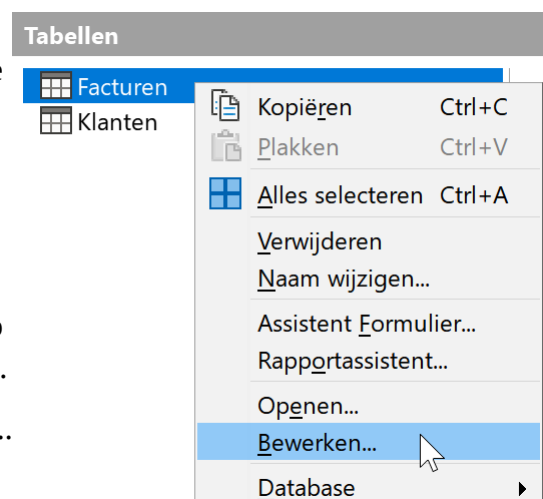 Tabellen
Facturen
Klanten
Kopiëren Ctrl+C
Plakken Ctrl+V
Alles selecteren Ctrl+A
Verwijderen
Naam wijzigen...
Assistent Formulier...
Rapportassistent...
Openen...
Bewerken...
Database